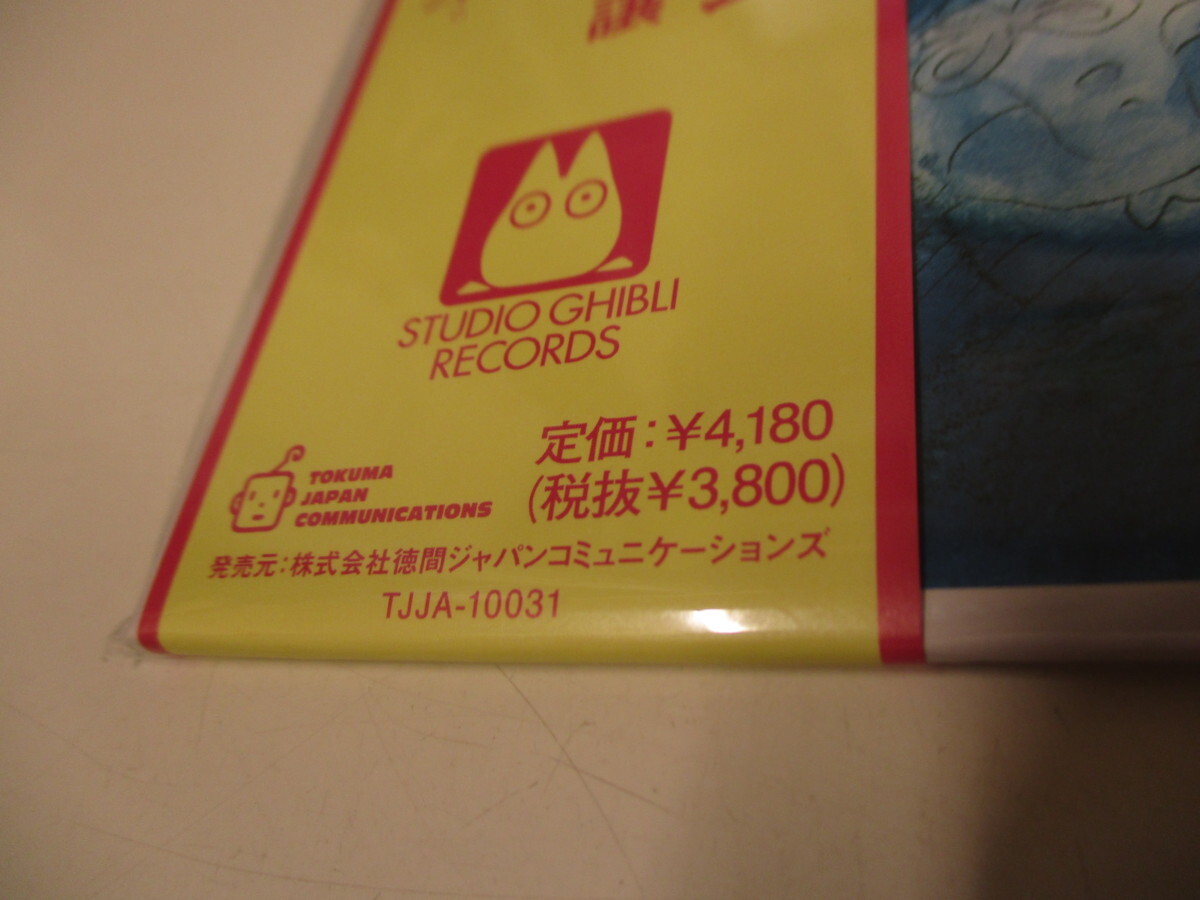 譲
STUDIO GHIBLI
RECORDS
定価:¥4,180
(税抜¥3,800)
TOKUMA
JAPAN
COMMUNICATIONS
発売元:株式会社徳間ジャパンコミュニケーションズ
TJJA-10031